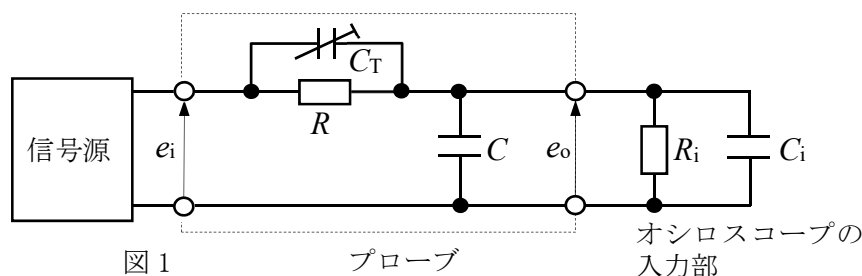 C_T
R
信号源
e_i
C
e_o
R_i
C_i
オシロスコープの
入力部
図 1
プローブ